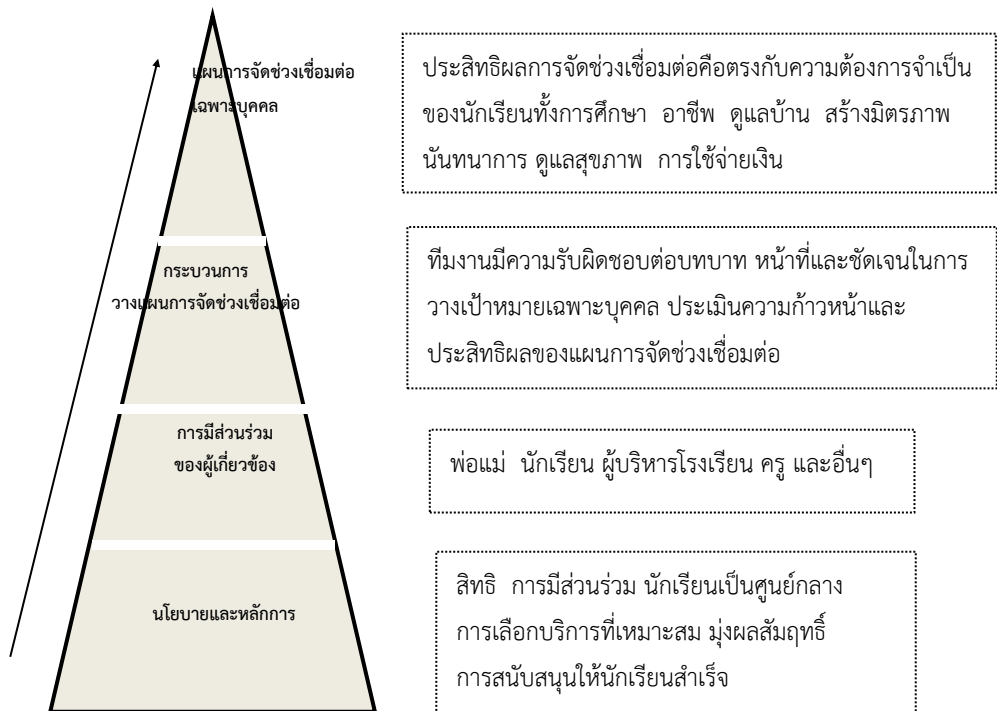 แผนการจัดช่วงเชื่อมต่อ
เฉพาะบุคคล
ประสิทธิผลการจัดช่วงเชื่อมต่อคือตรงกับความต้องการจำเป็น
ของนักเรียนทั้งการศึกษา อาชีพ ดูแลบ้าน สร้างมิตรภาพ
นันทนาการ ดูแลสุขภาพ การใช้จ่ายเงิน
กระบวนการ
วางแผนการจัดช่วงเชื่อมต่อ
ทีมงานมีความรับผิดชอบต่อบทบาท หน้าที่และชัดเจนในการ
วางเป้าหมายเฉพาะบุคคล ประเมินความก้าวหน้าและ
ประสิทธิผลของแผนการจัดช่วงเชื่อมต่อ
การมีส่วนร่วม
ของผู้เกี่ยวข้อง
พ่อแม่ นักเรียน ผู้บริหารโรงเรียน ครู และอื่นๆ
นโยบายและหลักการ
สิทธิ การมีส่วนร่วม นักเรียนเป็นศูนย์กลาง
การเลือกบริการที่เหมาะสม มุ่งผลสัมฤทธิ์
การสนับสนุนให้นักเรียนสำเร็จ